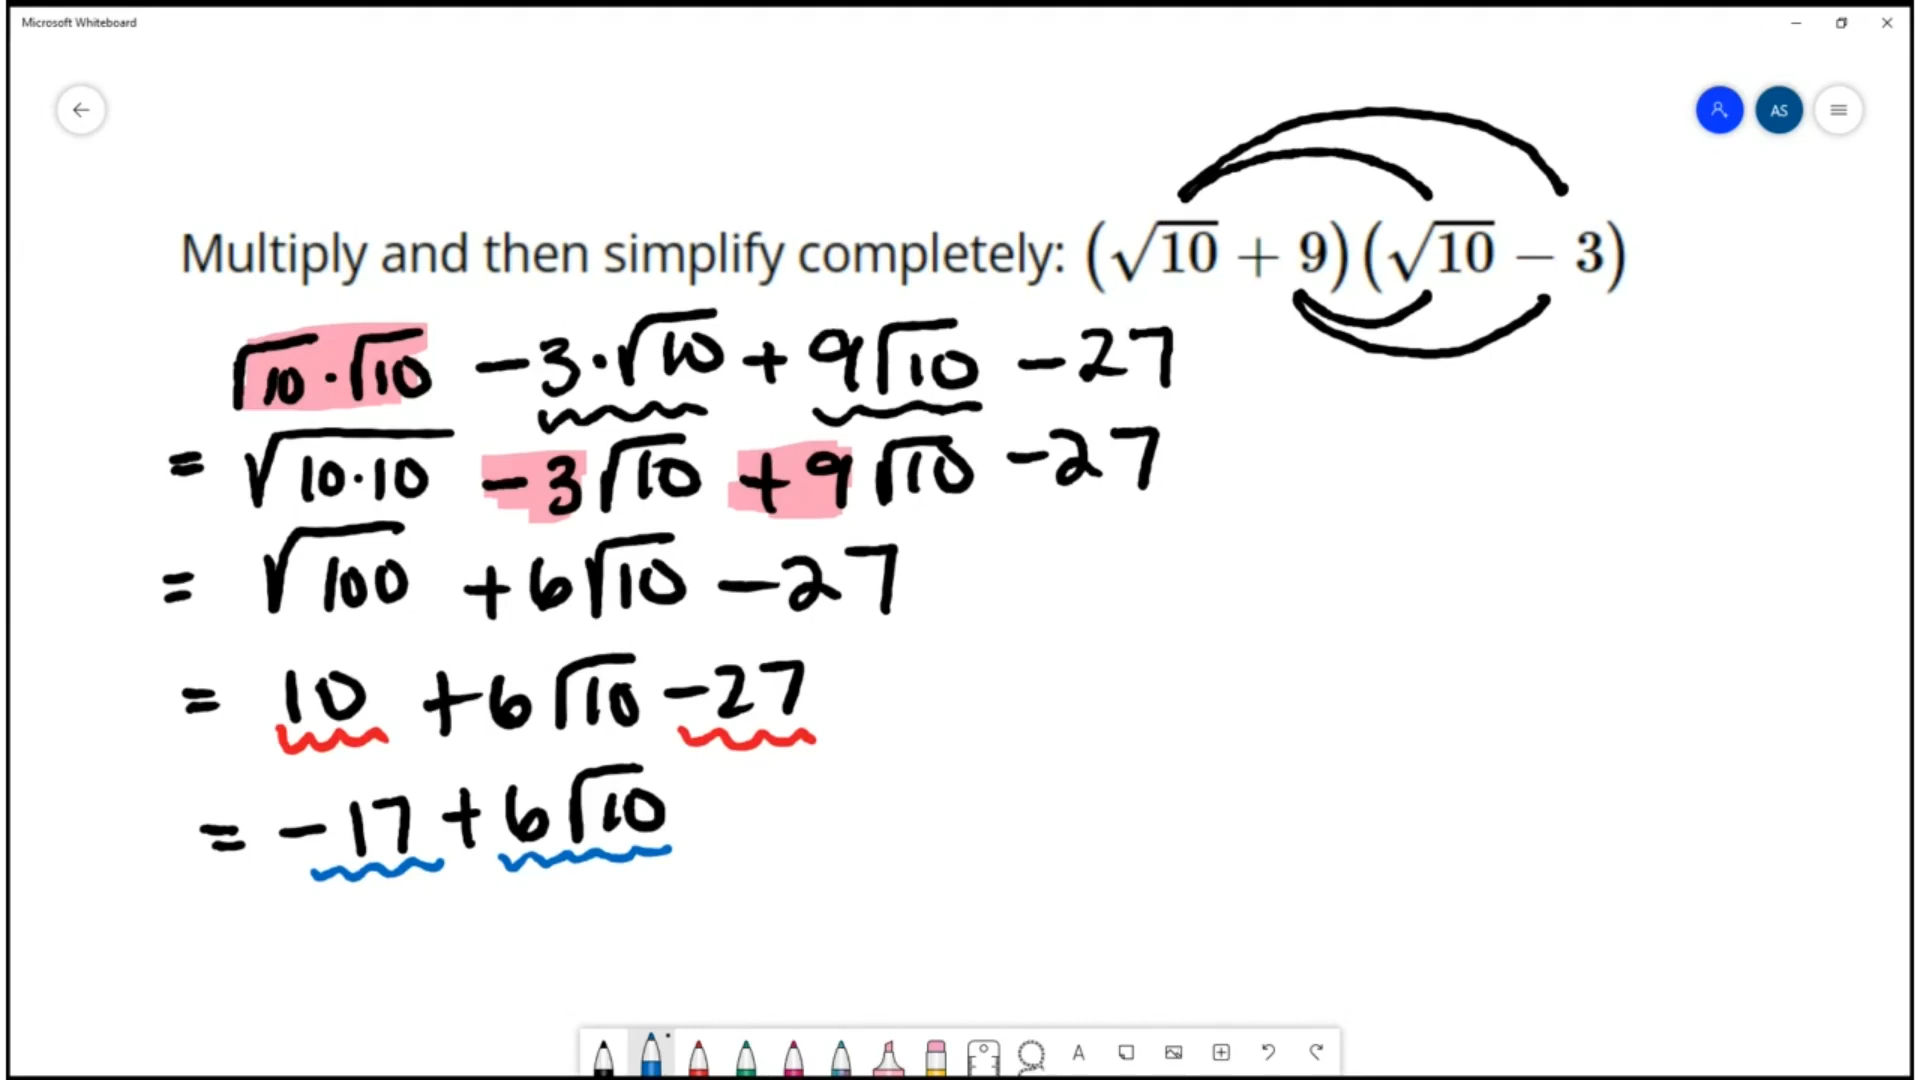 Microsoft Whiteboard
AS
Multiply and then simplify completely: (√10 + 9)(√10 − 3)
√10 · √10 −3·√10 + 9√10 −27
= √10·10 −3√10 +9√10 −27
= √100 +6√10 −27
= 10 +6√10 −27
= −17 + 6√10
A